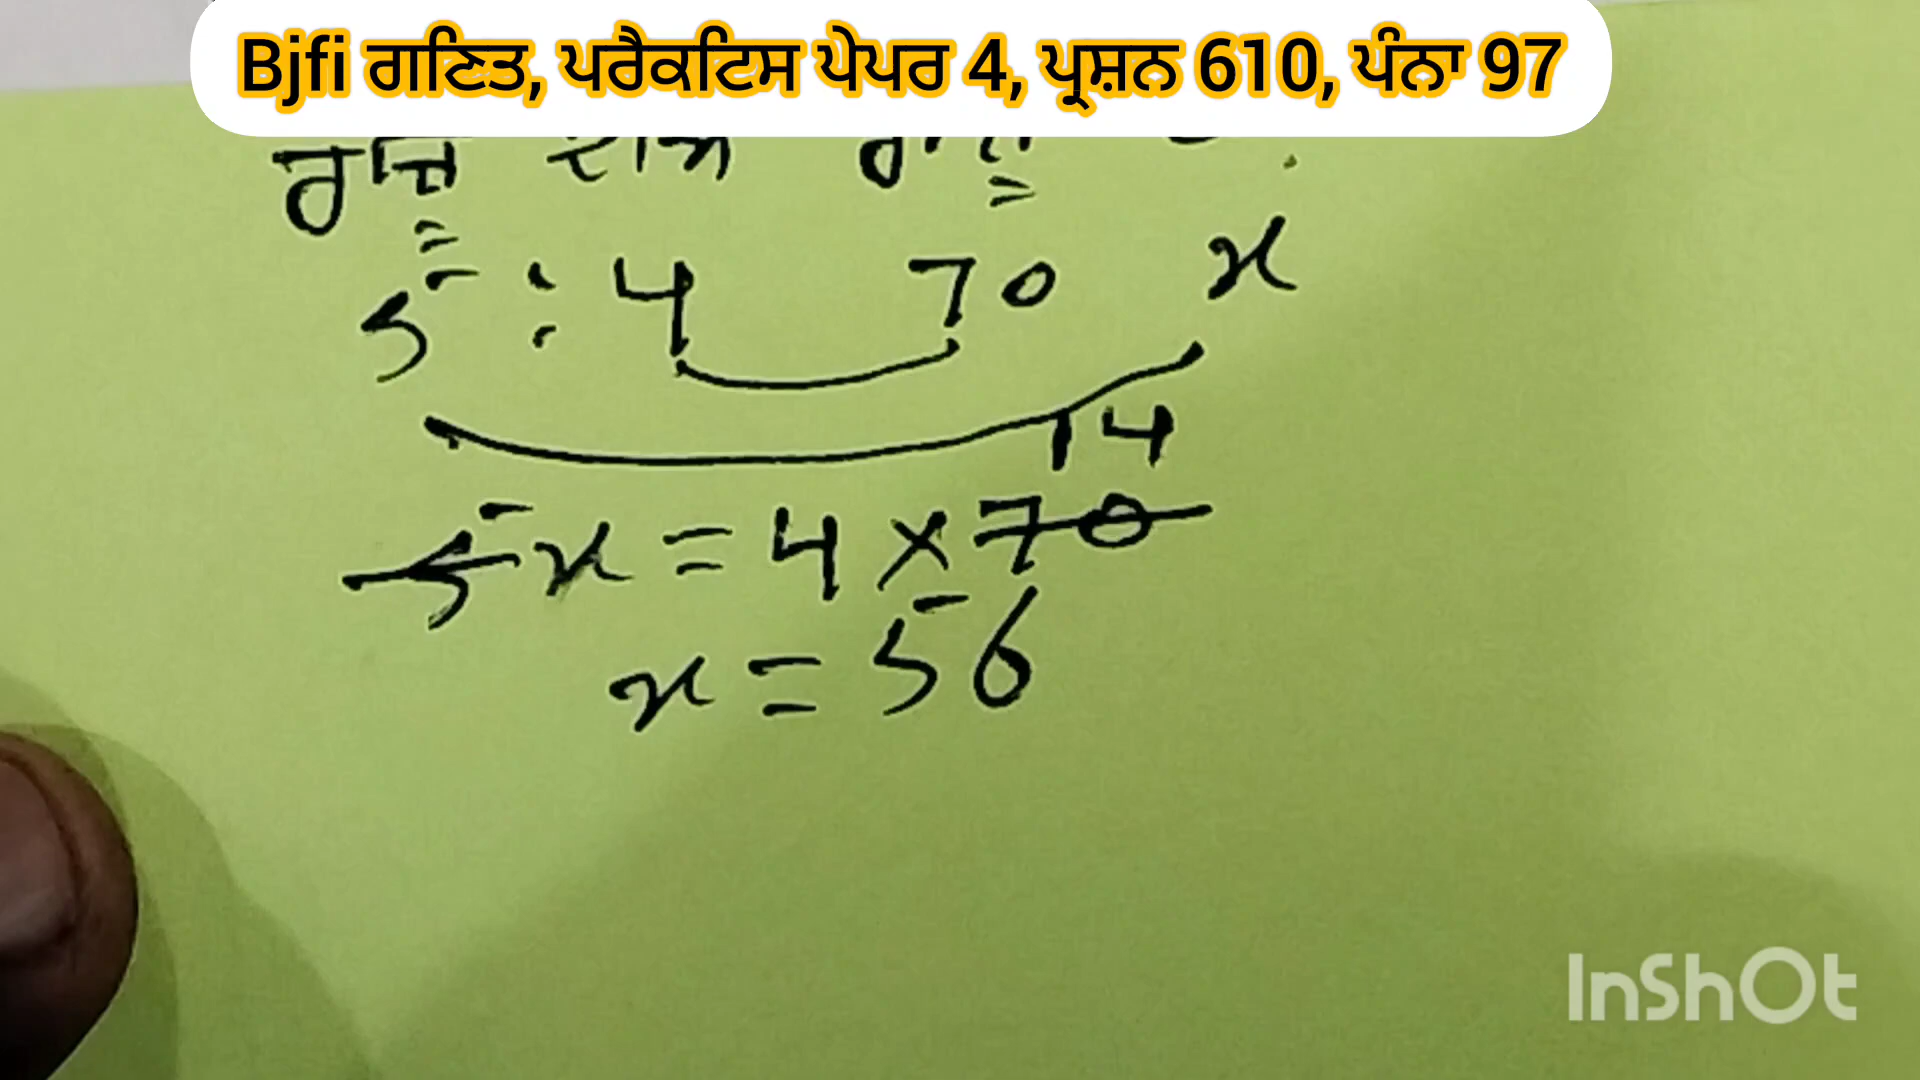 Bjfi ਗਣਿਤ, ਪਰੈਕਟਿਸ ਪੇਪਰ 4, ਪ੍ਰਸ਼ਨ 610, ਪੰਨਾ 97
5 : 4 70 x
14
5x = 4 × 70
x = 56
InShOt